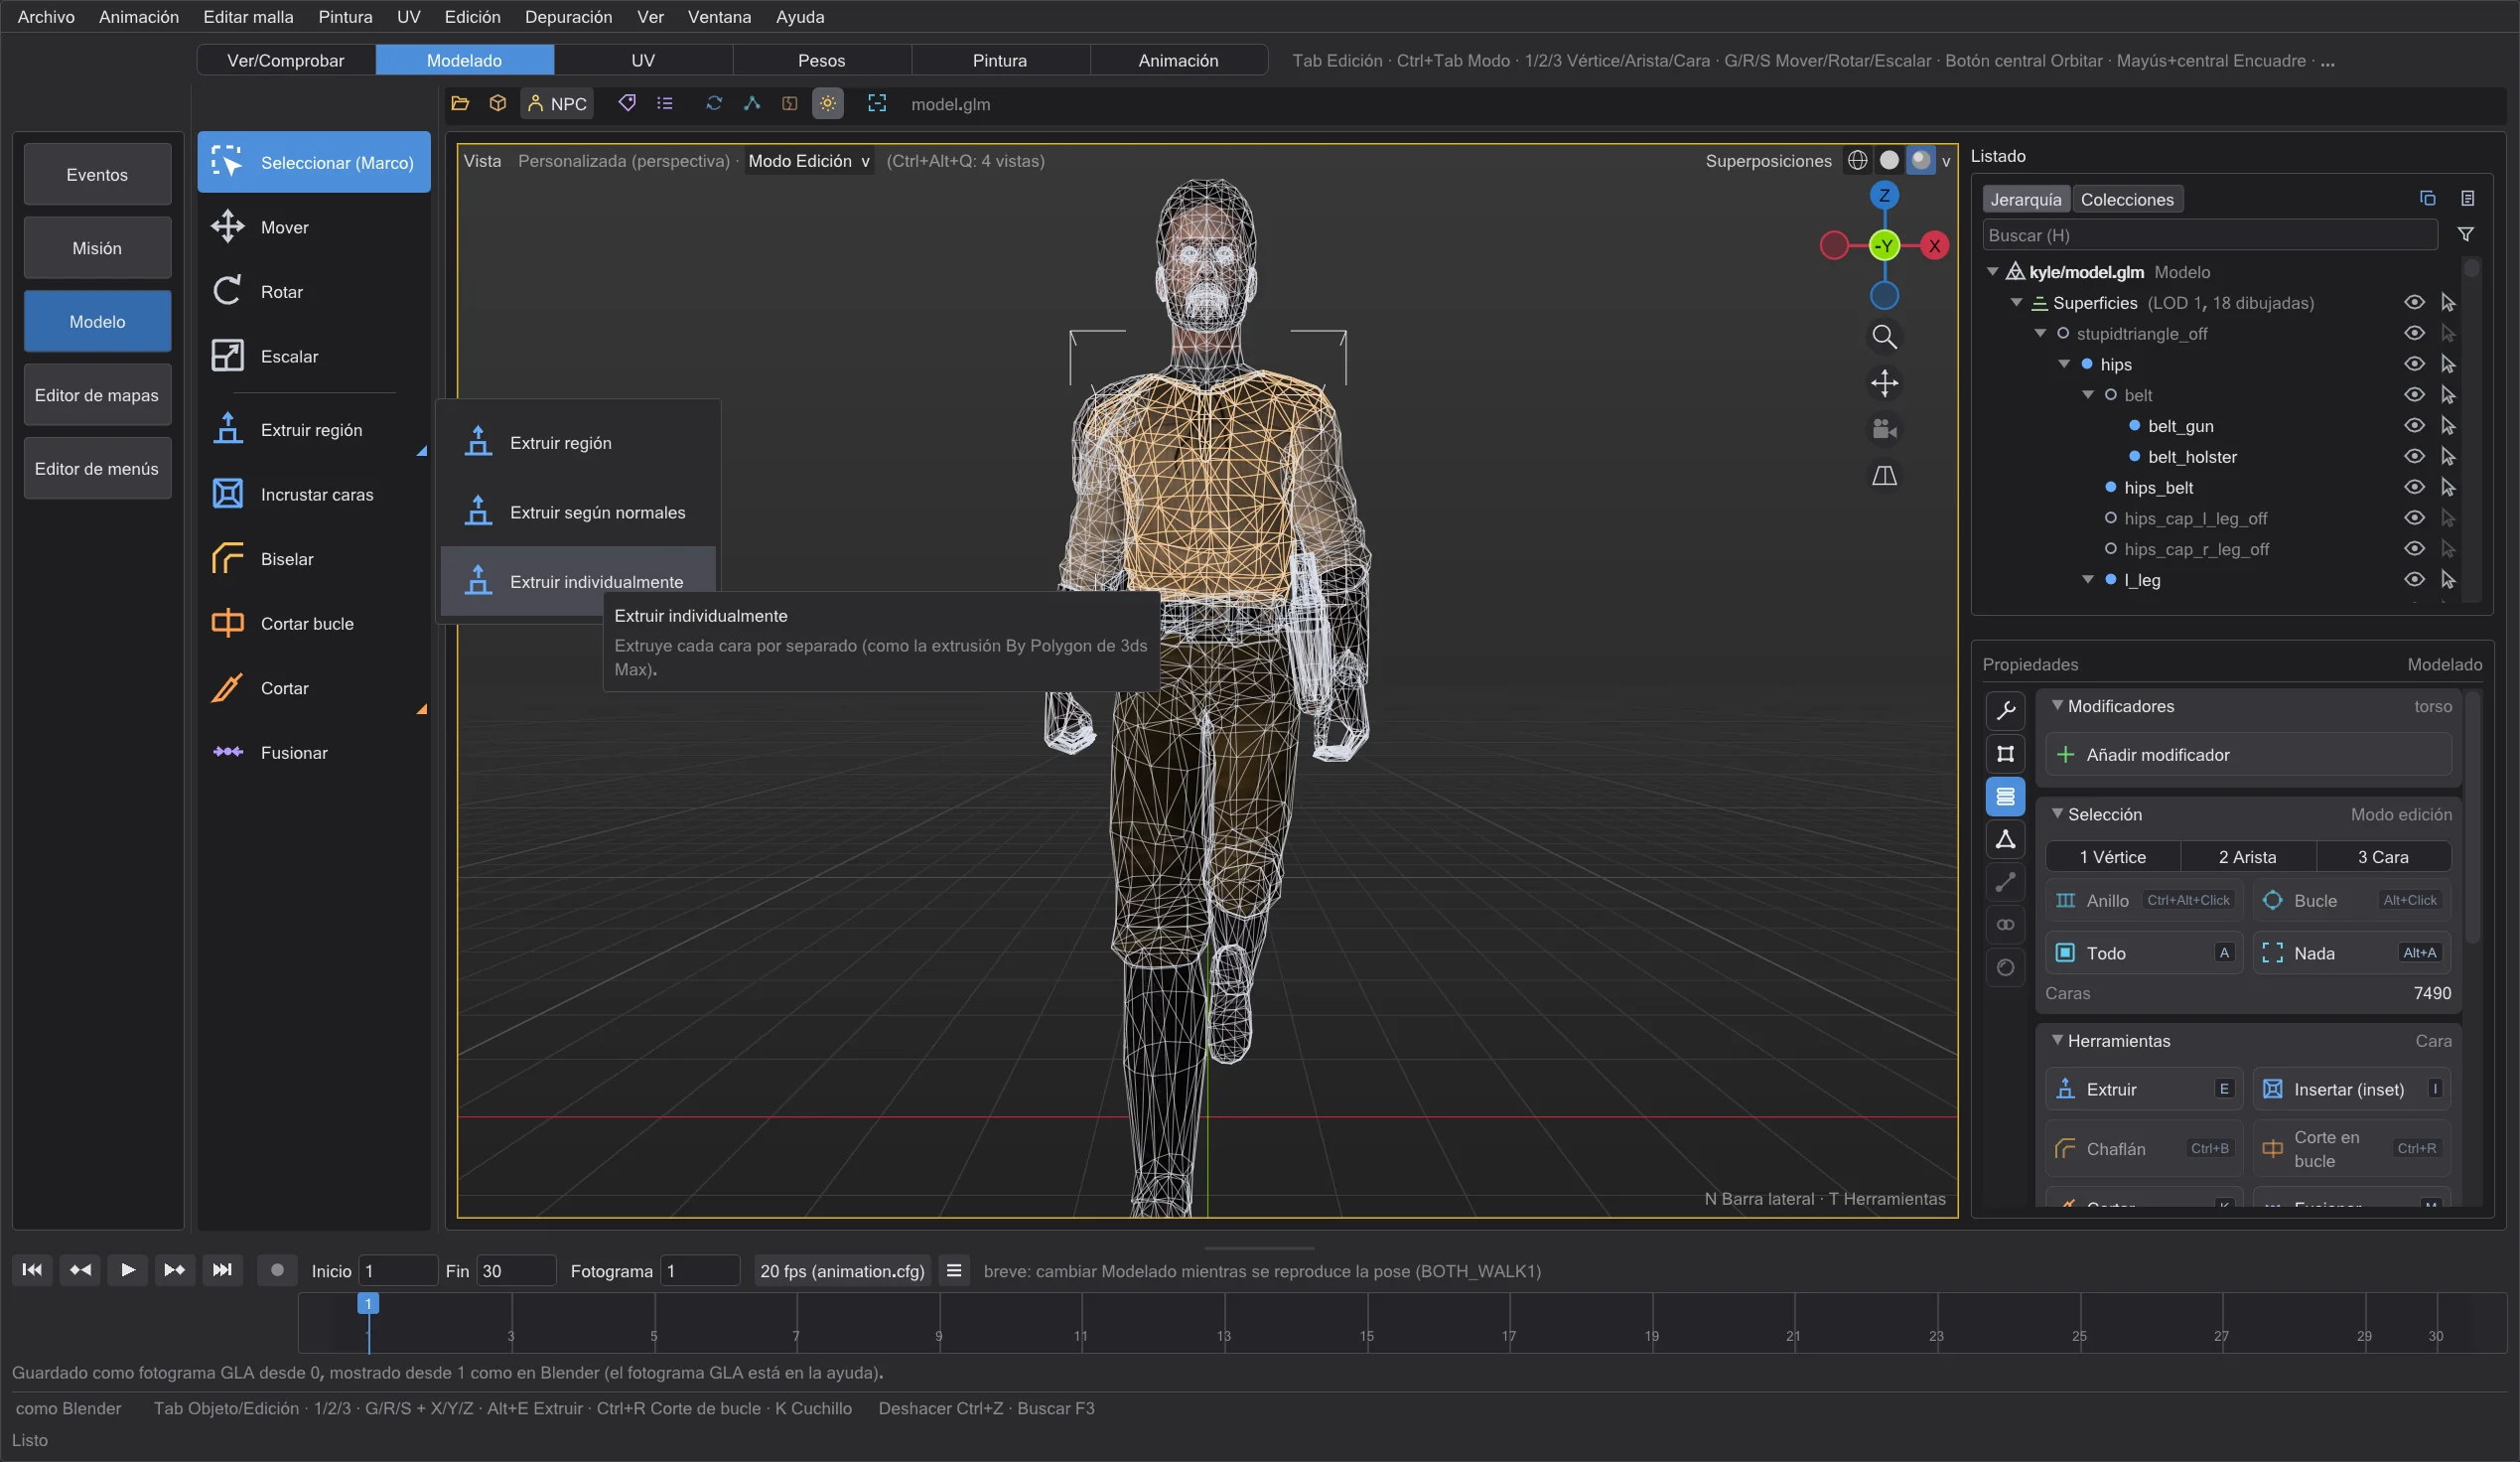 Archivo Animación Editar malla Pintura UV Edición Depuración Ver Ventana Ayuda
Ver/Comprobar Modelado UV Pesos Pintura Animación
Tab Edición · Ctrl+Tab Modo · 1/2/3 Vértice/Arista/Cara · G/R/S Mover/Rotar/Escalar · Botón central Orbitar · Mayús+central Encuadre · ...
NPC model.glm
Eventos
Misión
Modelo
Editor de mapas
Editor de menús
Seleccionar (Marco)
Mover
Rotar
Escalar
Extruir región
Incrustar caras
Biselar
Cortar bucle
Cortar
Fusionar
Extruir región
Extruir según normales
Extruir individualmente
Extruir individualmente
Extruye cada cara por separado (como la extrusión By Polygon de 3ds
Max).
Vista Personalizada (perspectiva) · Modo Edición v (Ctrl+Alt+Q: 4 vistas)
Superposiciones v
Z
-Y
X
N Barra lateral · T Herramientas
Listado
Jerarquía Colecciones
Buscar (H)
kyle/model.glm Modelo
Superficies (LOD 1, 18 dibujadas)
stupidtriangle_off
hips
belt
belt_gun
belt_holster
hips_belt
hips_cap_l_leg_off
hips_cap_r_leg_off
l_leg
Propiedades Modelado
Modificadores torso
Añadir modificador
Selección Modo edición
1 Vértice 2 Arista 3 Cara
Anillo Ctrl+Alt+Click Bucle Alt+Click
Todo A Nada Alt+A
Caras 7490
Herramientas Cara
Extruir E Insertar (inset) I
Chaflán Ctrl+B Corte en bucle Ctrl+R
Cortar K Fusionar M
Inicio 1 Fin 30 Fotograma 1 20 fps (animation.cfg) breve: cambiar Modelado mientras se reproduce la pose (BOTH_WALK1)
1
1 3 5 7 9 11 13 15 17 19 21 23 25 27 29 30
Guardado como fotograma GLA desde 0, mostrado desde 1 como en Blender (el fotograma GLA está en la ayuda).
como Blender Tab Objeto/Edición · 1/2/3 · G/R/S + X/Y/Z · Alt+E Extruir · Ctrl+R Corte de bucle · K Cuchillo Deshacer Ctrl+Z · Buscar F3
Listo